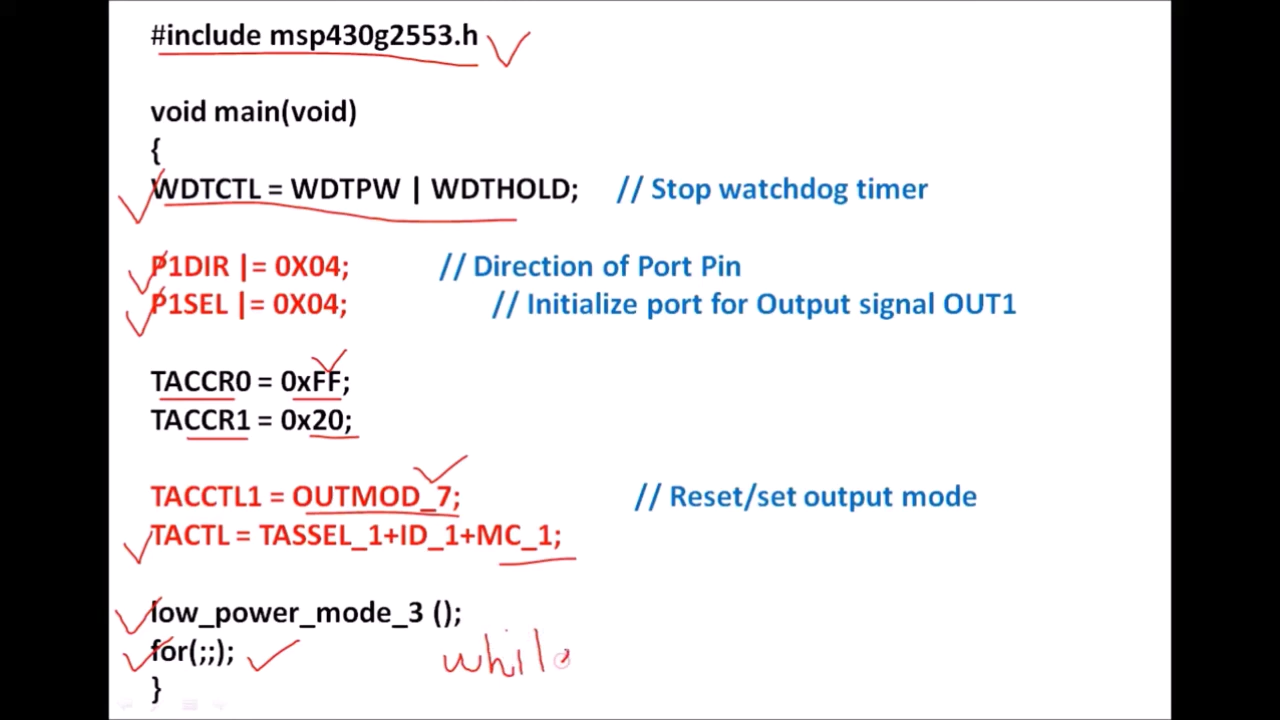 #include msp430g2553.h
void main(void)
{
WDTCTL = WDTPW | WDTHOLD; // Stop watchdog timer
P1DIR |= 0X04; // Direction of Port Pin
P1SEL |= 0X04; // Initialize port for Output signal OUT1
TACCR0 = 0xFF;
TACCR1 = 0x20;
TACCTL1 = OUTMOD_7; // Reset/set output mode
TACTL = TASSEL_1+ID_1+MC_1;
low_power_mode_3 ();
for(;;); while
}